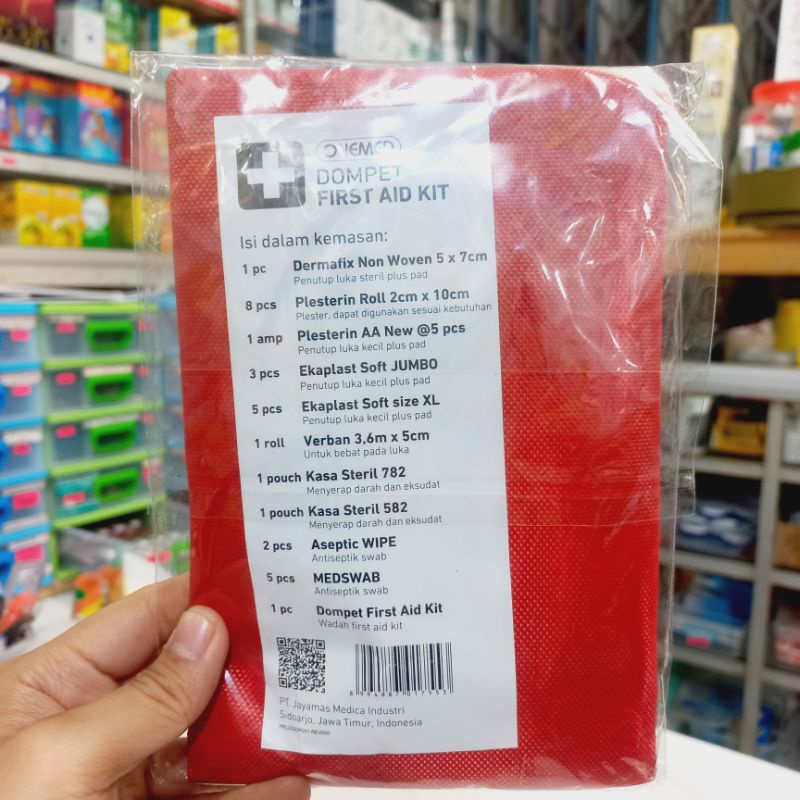 ONEMED
DOMPET
FIRST AID KIT
Isi dalam kemasan:
1 pc Dermafix Non Woven 5 x 7cm
Penutup luka steril plus pad
8 pcs Plesterin Roll 2cm x 10cm
Plester, dapat digunakan sesuai kebutuhan
1 amp Plesterin AA New @5 pcs
Penutup luka kecil plus pad
3 pcs Ekaplast Soft JUMBO
Penutup luka kecil plus pad
5 pcs Ekaplast Soft size XL
Penutup luka kecil plus pad
1 roll Verban 3,6m x 5cm
Untuk bebat pada luka
1 pouch Kasa Steril 782
Menyerap darah dan eksudat
1 pouch Kasa Steril 582
Menyerap darah dan eksudat
2 pcs Aseptic WIPE
Antiseptik swab
5 pcs MEDSWAB
Antiseptik swab
1 pc Dompet First Aid Kit
Wadah first aid kit
PT. Jayamas Medica Industri
Sidoarjo, Jawa Timur, Indonesia